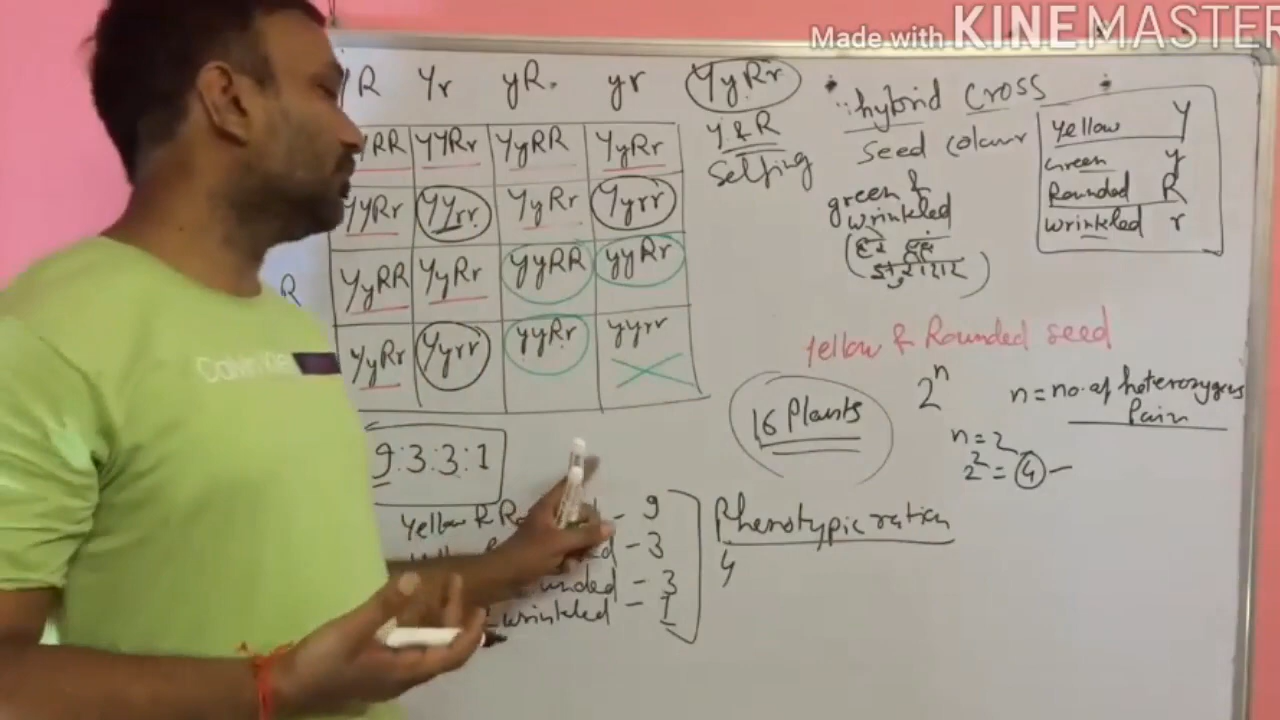 Made with KINEMASTER
YR Yr yR yr YyRr
Y & R
Selfing
hybrid cross
seed colour
green &
wrinkled
Yellow Y
Green y
Rounded R
wrinkled r
YYRR YYRr YyRR YyRr
YYRr YYrr YyRr Yyrr
R YyRR YyRr yyRR yyRr
YyRr Yyrr yyRr yyrr
Yellow & Rounded seed
16 Plants
2ⁿ n = no. of heterozygous
Pair
n = 2
2² = 4 –
9:3:3:1
Yellow & – 9
– 3
– 3
wrinkled – 1
Phenotypic ration
4